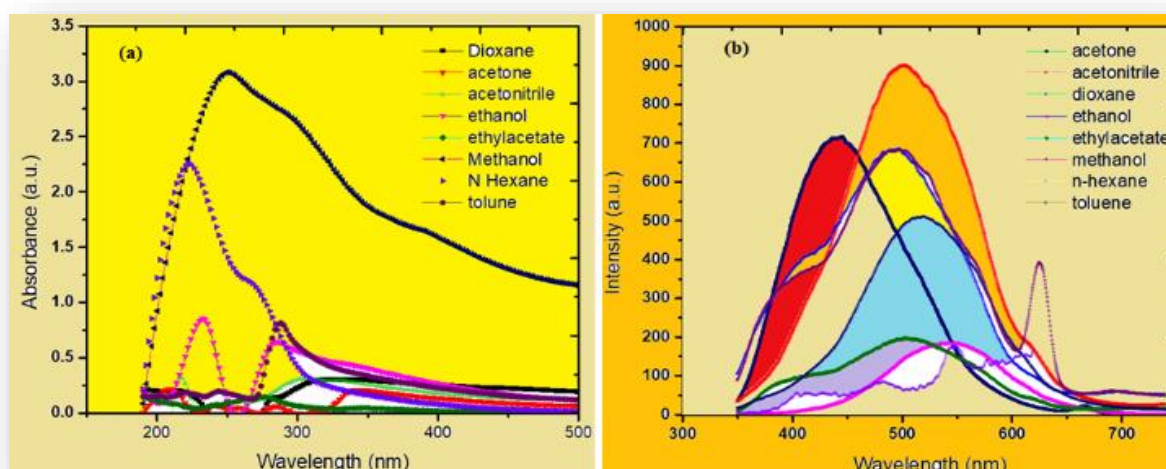 (a)
Dioxane
acetone
acetonitrile
ethanol
ethylacetate
Methanol
N Hexane
tolune
3.5
3.0
2.5
2.0
1.5
1.0
0.5
0.0
Absorbance (a.u.)
200
300
400
500
Wavelength (nm)
(b)
acetone
acetonitrile
dioxane
ethanol
ethylacetate
methanol
n-hexane
toluene
1000
900
800
700
600
500
400
300
200
100
0
Intensity (a.u.)
300
400
500
600
700
Wavelength (nm)